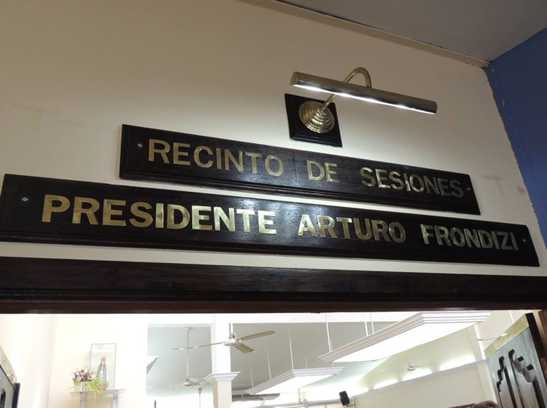 RECINTO DE SESIONES
PRESIDENTE ARTURO FRONDIZI